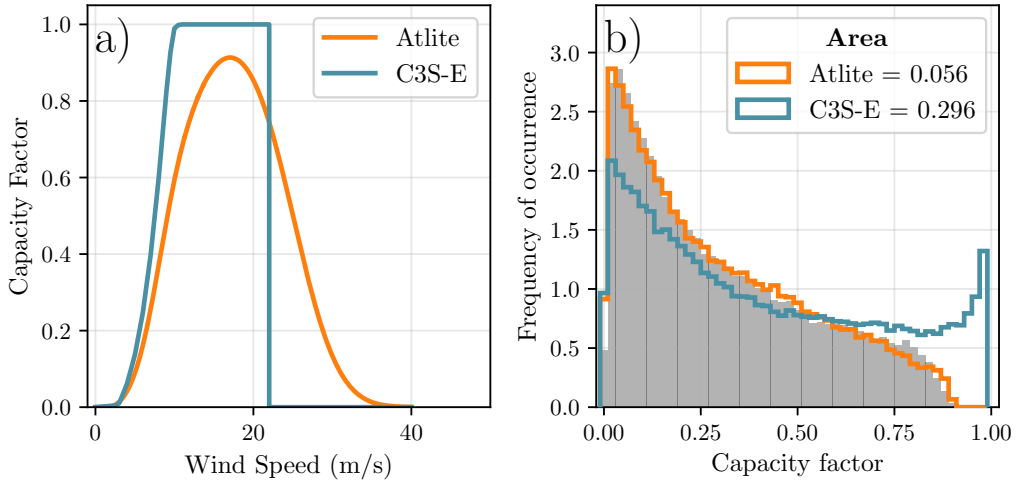 a)
Atlite
C3S-E
Capacity Factor
1.0
0.8
0.6
0.4
0.2
0.0
0
20
40
Wind Speed (m/s)
b)
Area
Atlite = 0.056
C3S-E = 0.296
Frequency of occurrence
3.0
2.5
2.0
1.5
1.0
0.5
0.0
0.00
0.25
0.50
0.75
1.00
Capacity factor